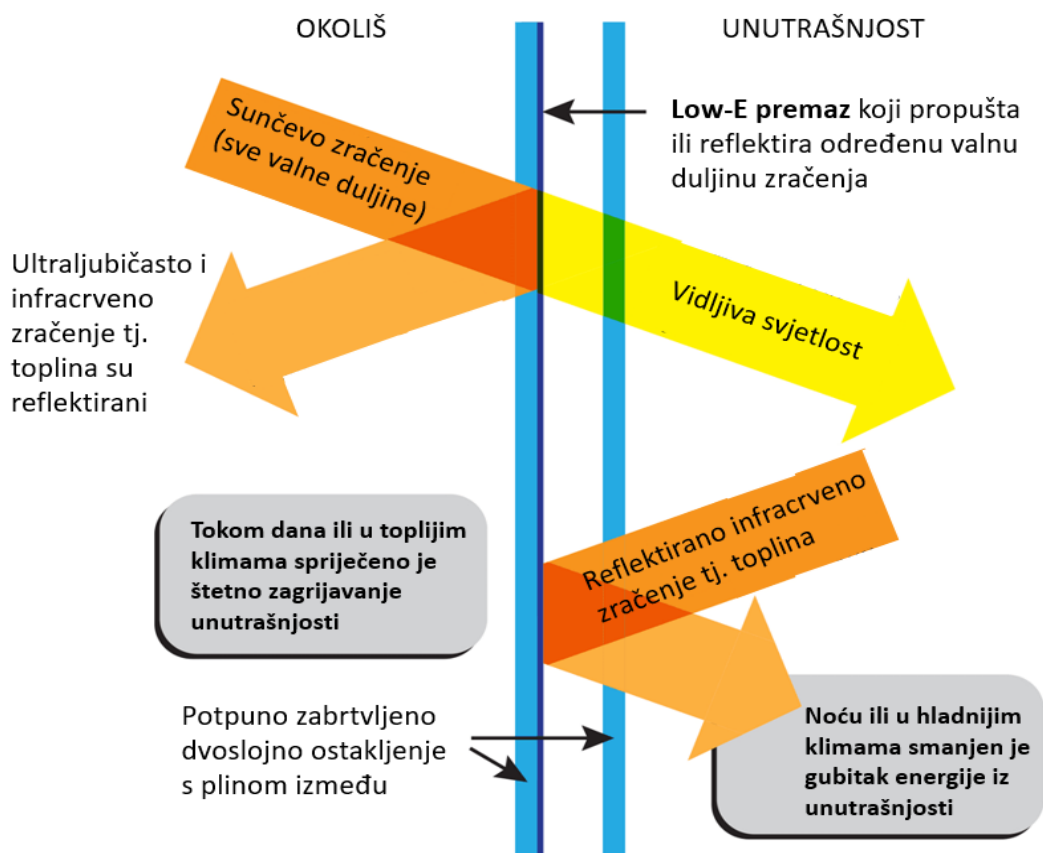 OKOLIŠ
UNUTRAŠNJOST
Sunčevo zračenje
(sve valne duljine)
Low-E premaz koji propušta
ili reflektira određenu valnu
duljinu zračenja
Ultraljubičasto i
infracrveno
zračenje tj.
toplina su
reflektirani
Vidljiva svjetlost
Reflektirano infracrveno
zračenje tj. toplina
Tokom dana ili u toplijim
klimama spriječeno je
štetno zagrijavanje
unutrašnjosti
Potpuno zabrtvljeno
dvoslojno ostakljenje
s plinom između
Noću ili u hladnijim
klimama smanjen je
gubitak energije iz
unutrašnjosti